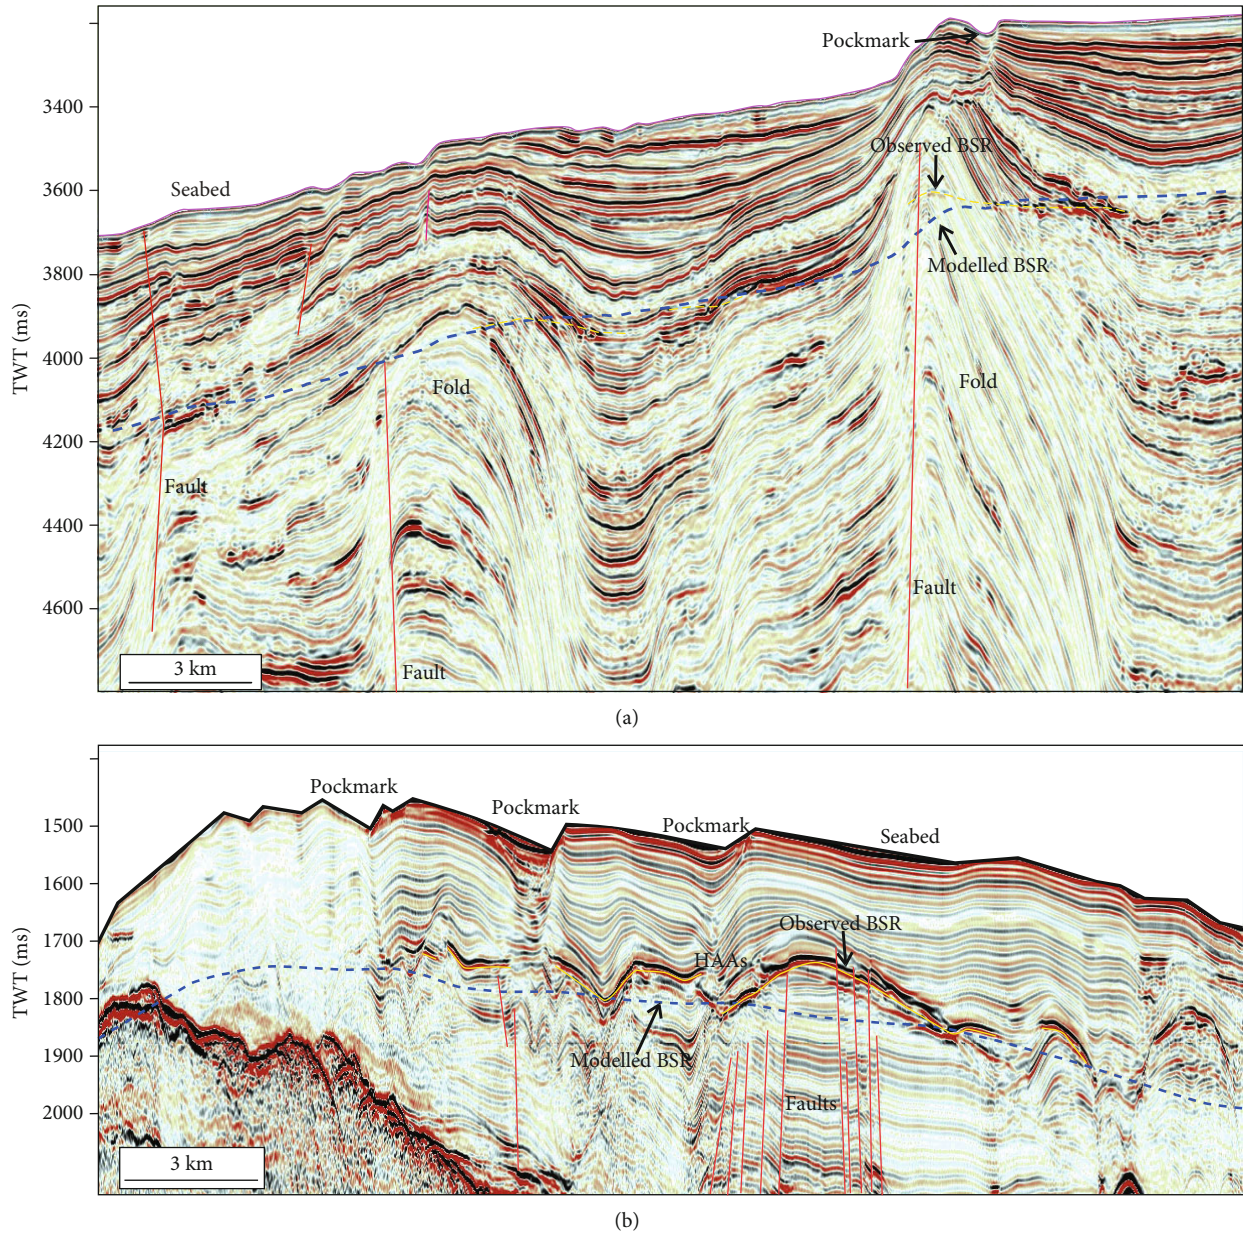 Pockmark
3400
Observed BSR
3600
Seabed
3800
Modelled BSR
TWT (ms)
4000
Fold
Fold
4200
Fault
4400
4600
Fault
3 km
Fault
(a)
Pockmark
Pockmark
Pockmark
1500
Seabed
1600
Observed BSR
1700
HAAs
TWT (ms)
1800
1900
Modelled BSR
Faults
2000
3 km
(b)